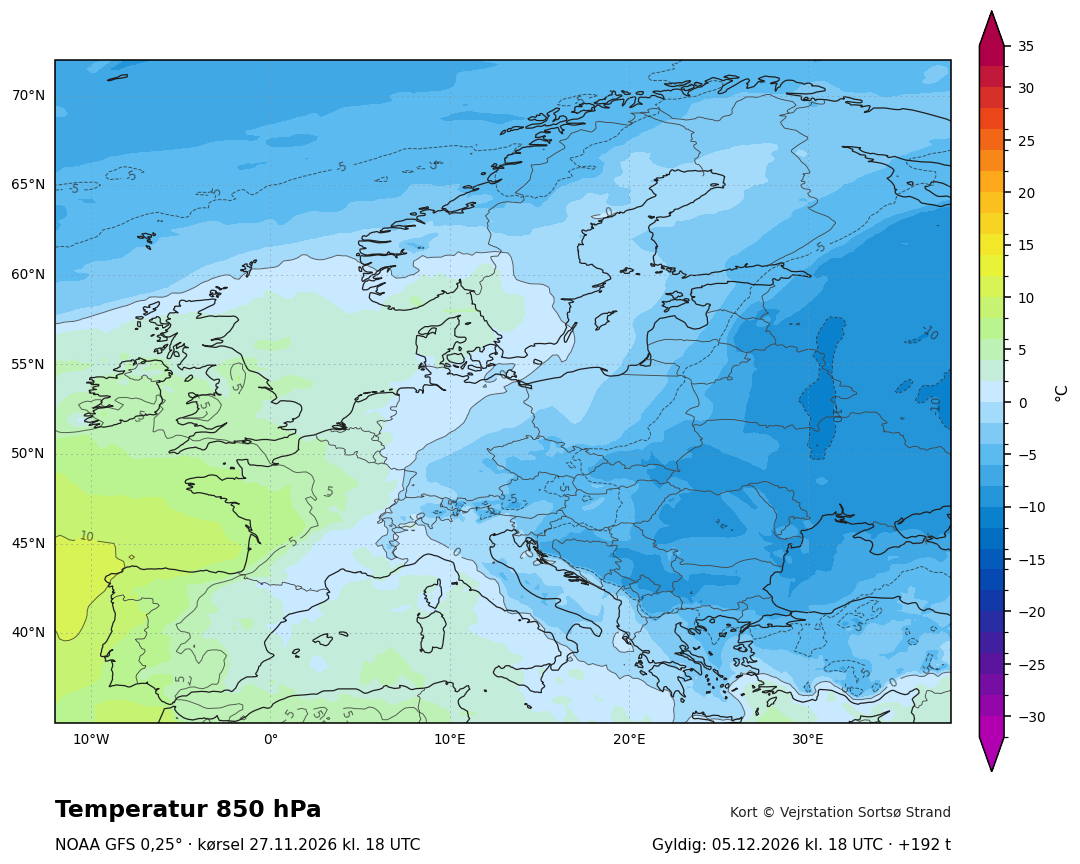 70°N
65°N
60°N
55°N
50°N
45°N
40°N
10°W
0°
10°E
20°E
30°E
35
30
25
20
15
10
5
0
−5
−10
−15
−20
−25
−30
°C
Temperatur 850 hPa
Kort © Vejrstation Sortsø Strand
NOAA GFS 0,25° · kørsel 27.11.2026 kl. 18 UTC
Gyldig: 05.12.2026 kl. 18 UTC · +192 t